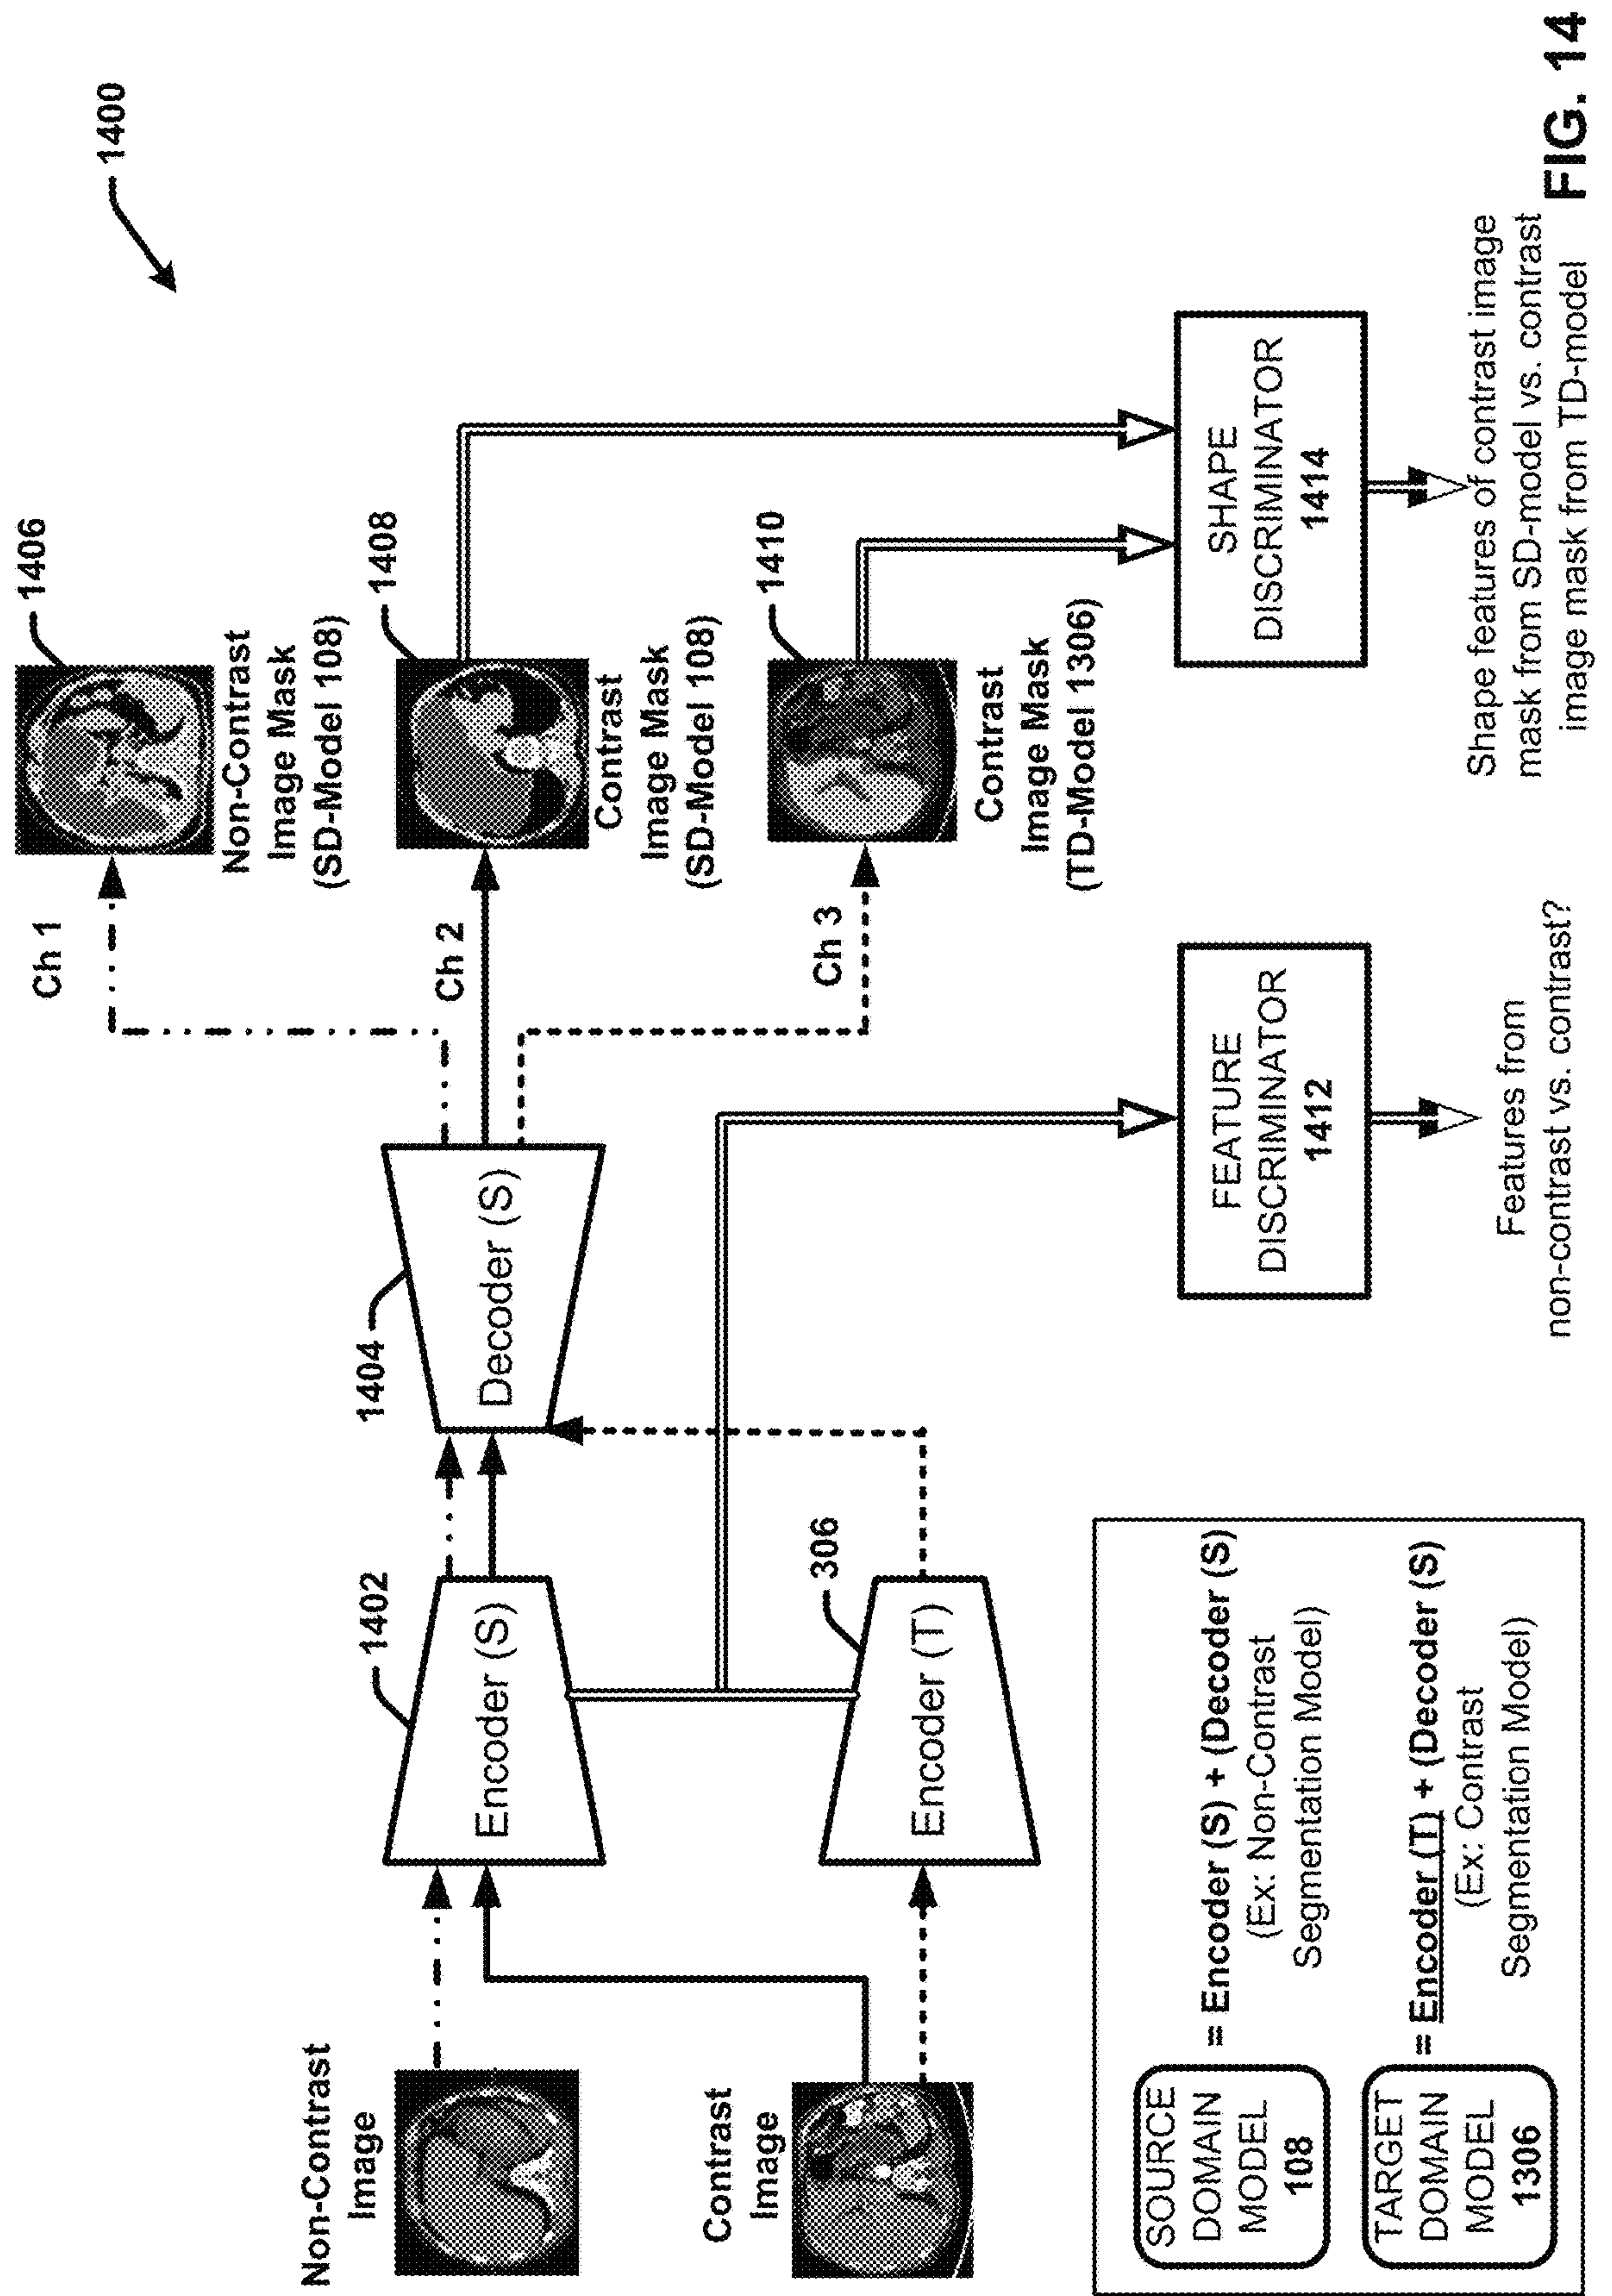 1400
Non-Contrast
Image
Contrast
Image
1402
Encoder (S)
306
Encoder (T)
1404
Decoder (S)
Ch 1
Ch 2
Ch 3
1406
Non-Contrast
Image Mask
(SD-Model 108)
1408
Contrast
Image Mask
(SD-Model 108)
1410
Contrast
Image Mask
(TD-Model 1306)
FEATURE
DISCRIMINATOR
1412
Features from
non-contrast vs. contrast?
SHAPE
DISCRIMINATOR
1414
Shape features of contrast image
mask from SD-model vs. contrast
image mask from TD-model
SOURCE
DOMAIN
MODEL
108
= Encoder (S) + (Decoder (S)
(Ex: Non-Contrast
Segmentation Model)
TARGET
DOMAIN
MODEL
1306
= Encoder (T) + (Decoder (S)
(Ex: Contrast
Segmentation Model)
FIG. 14